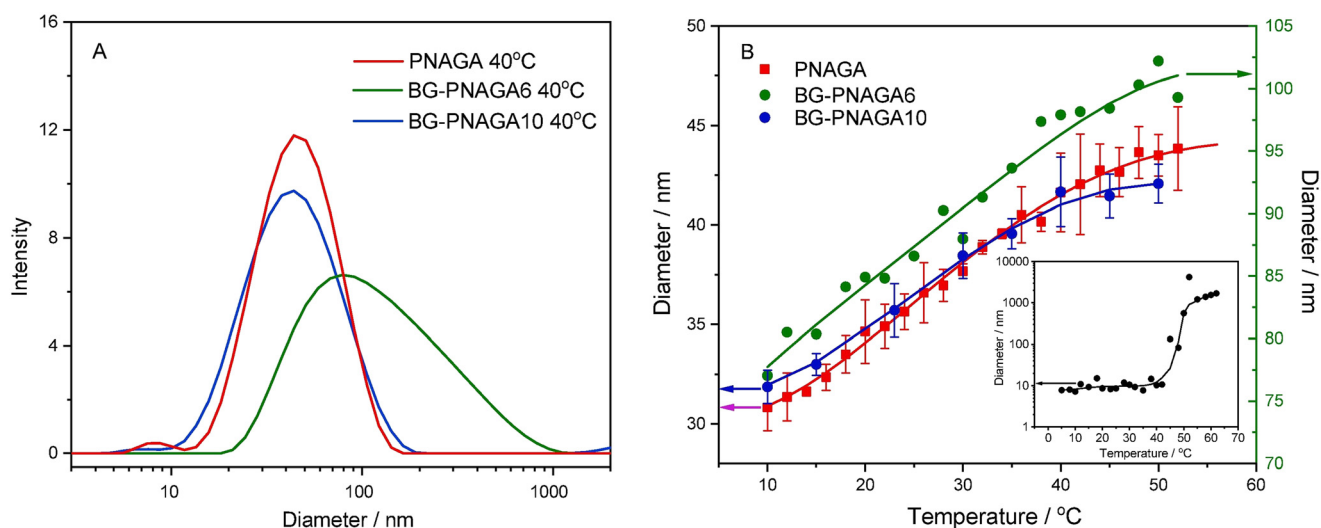 A
PNAGA 40°C
BG-PNAGA6 40°C
BG-PNAGA10 40°C
16
12
8
4
0
Intensity
10
100
1000
Diameter / nm
B
PNAGA
BG-PNAGA6
BG-PNAGA10
50
45
40
35
30
Diameter / nm
105
100
95
90
85
80
75
70
Diameter / nm
10
20
30
40
50
60
Temperature / °C
10000
1000
100
10
1
Diameter / nm
0
10
20
30
40
50
60
70
Temperature / °C